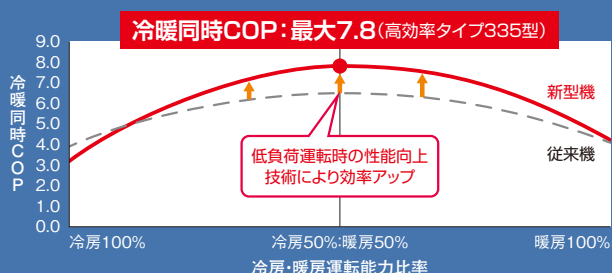 冷暖同時COP：最大7.8（高効率タイプ335型）
冷暖同時COP
9.0
8.0
7.0
6.0
5.0
4.0
3.0
2.0
1.0
0.0
新型機
従来機
低負荷運転時の性能向上
技術により効率アップ
冷房100%
冷房50%：暖房50%
暖房100%
冷房・暖房運転能力比率